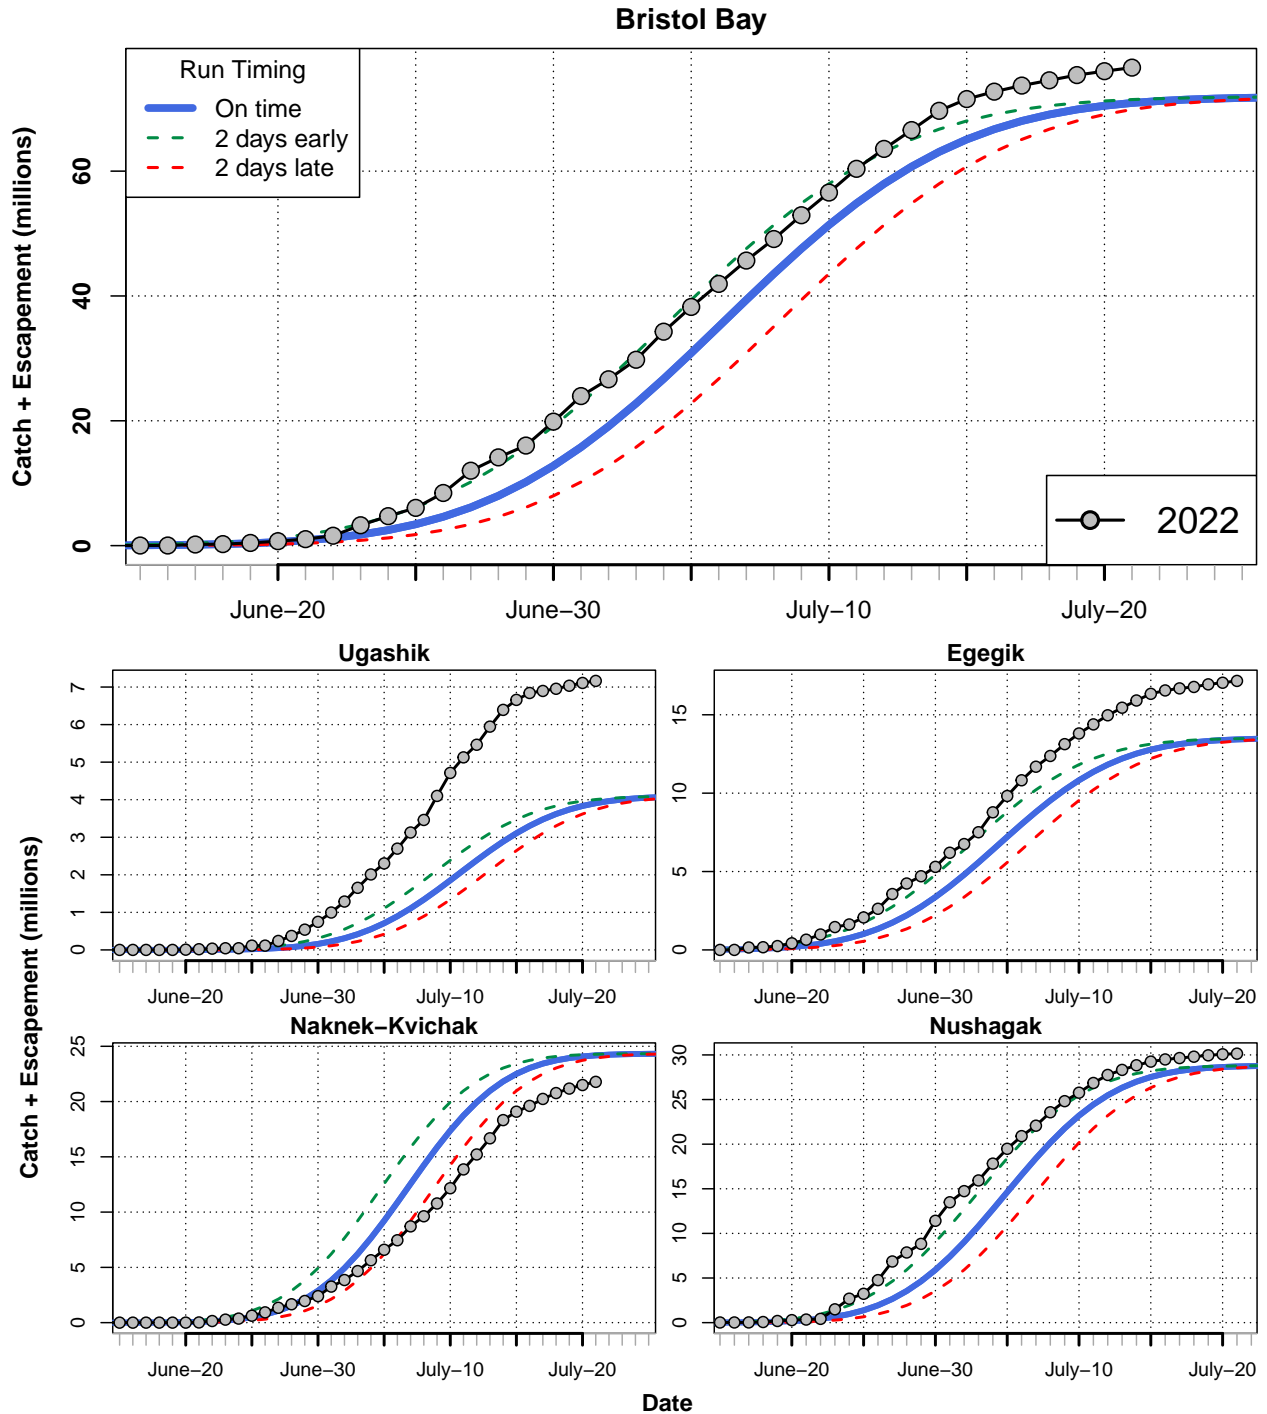 Bristol Bay
Catch + Escapement (millions)
60
40
20
0
Run Timing
On time
2 days early
2 days late
2022
June−20 June−30 July−10 July−20
Ugashik
7
6
5
4
3
2
1
0
June−20 June−30 July−10 July−20
Egegik
15
10
5
0
June−20 June−30 July−10 July−20
Catch + Escapement (millions)
Naknek−Kvichak
25
20
15
10
5
0
June−20 June−30 July−10 July−20
Nushagak
30
25
20
15
10
5
0
June−20 June−30 July−10 July−20
Date